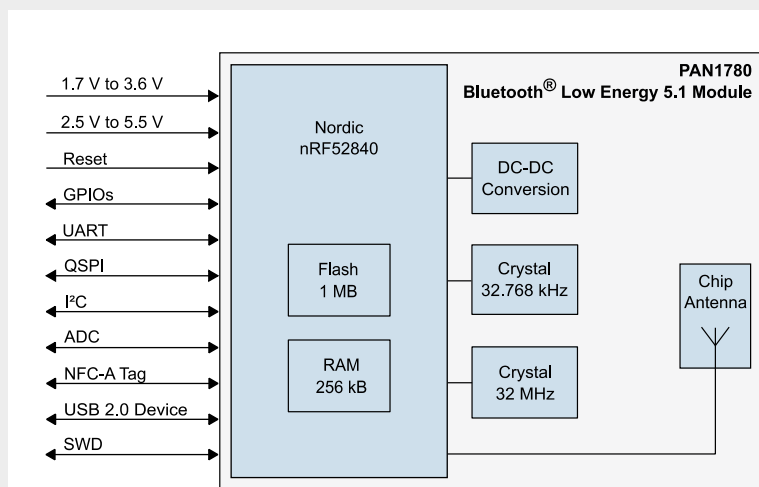 PAN1780
Bluetooth® Low Energy 5.1 Module
1.7 V to 3.6 V
2.5 V to 5.5 V
Reset
GPIOs
UART
QSPI
I²C
ADC
NFC-A Tag
USB 2.0 Device
SWD
Nordic
nRF52840
Flash
1 MB
RAM
256 kB
DC-DC
Conversion
Crystal
32.768 kHz
Crystal
32 MHz
Chip
Antenna